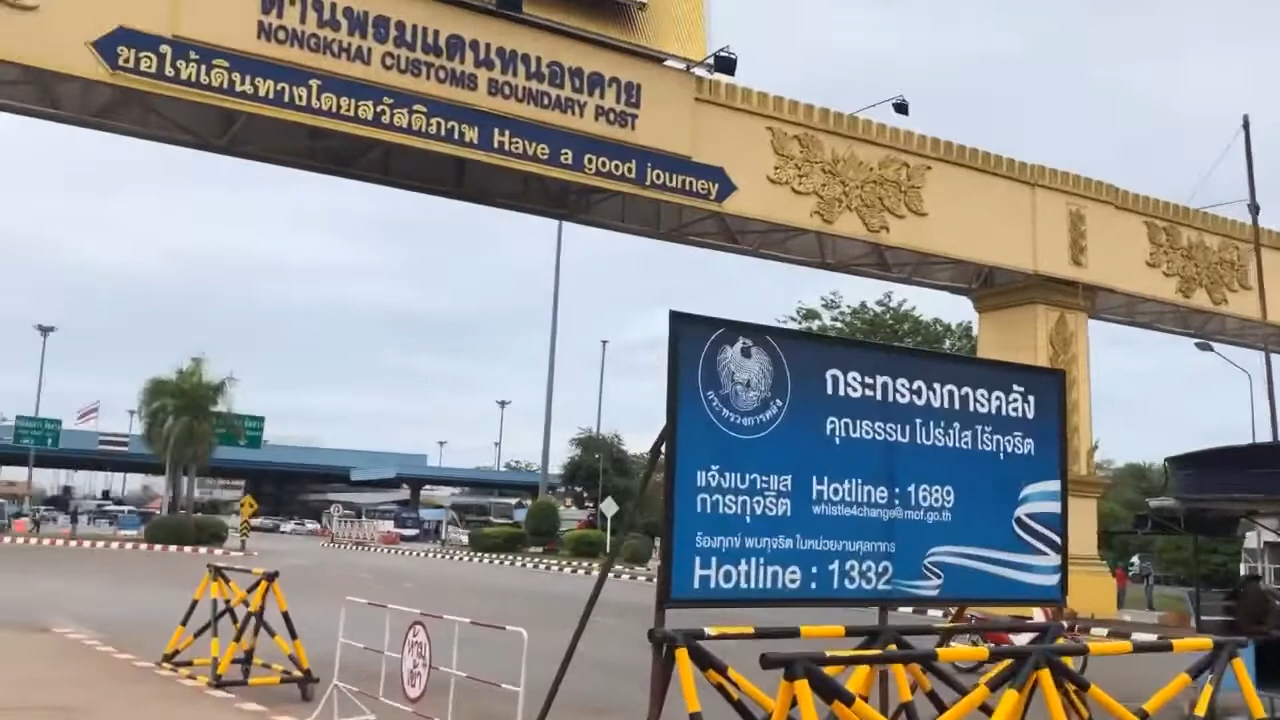 ด่านพรมแดนหนองคาย
NONGKHAI CUSTOMS BOUNDARY POST
ขอให้เดินทางโดยสวัสดิภาพ Have a good journey
กระทรวงการคลัง
กระทรวงการคลัง
คุณธรรม โปร่งใส ไร้ทุจริต
แจ้งเบาะแส
การทุจริต
Hotline : 1689
whistle4change@mof.go.th
ร้องทุกข์ พบทุจริต ในหน่วยงานศุลกากร
Hotline : 1332
ห้าม
เข้า